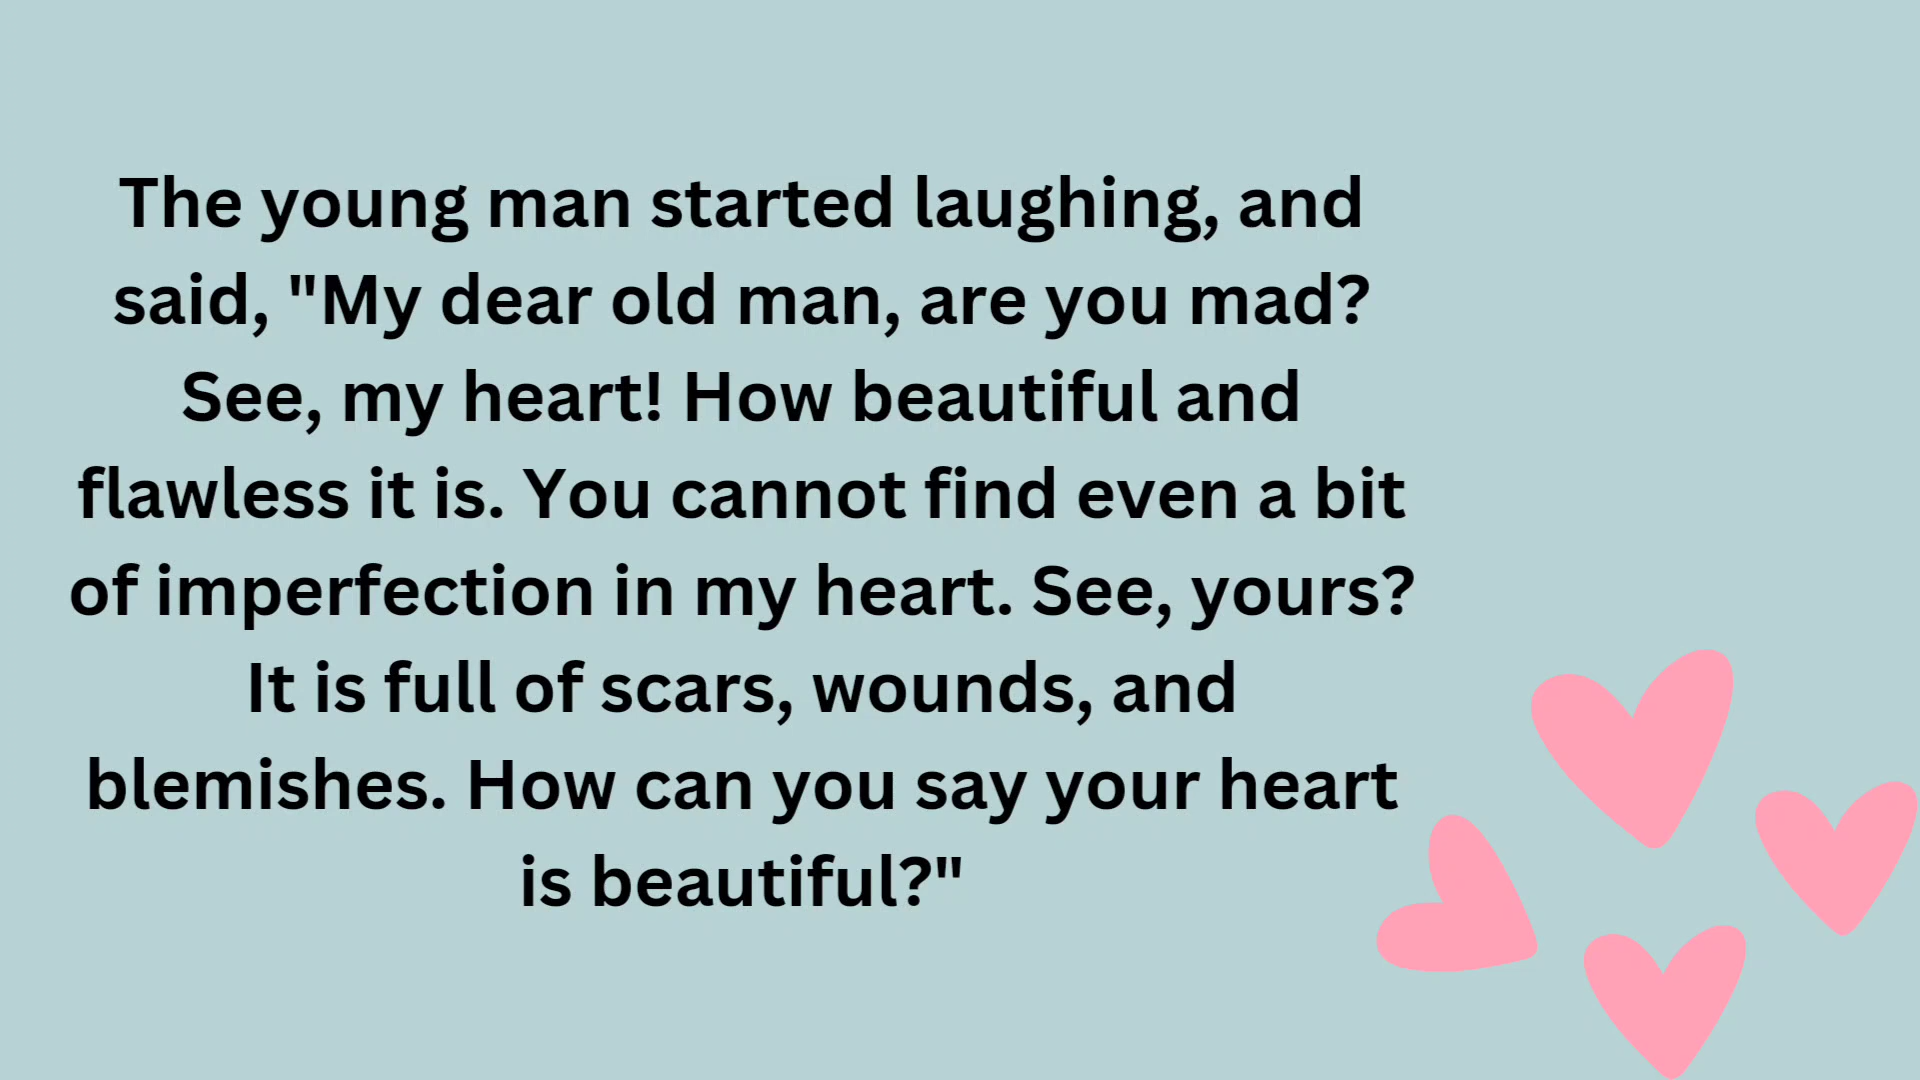 The young man started laughing, and
said, "My dear old man, are you mad?
See, my heart! How beautiful and
flawless it is. You cannot find even a bit
of imperfection in my heart. See, yours?
It is full of scars, wounds, and
blemishes. How can you say your heart
is beautiful?"